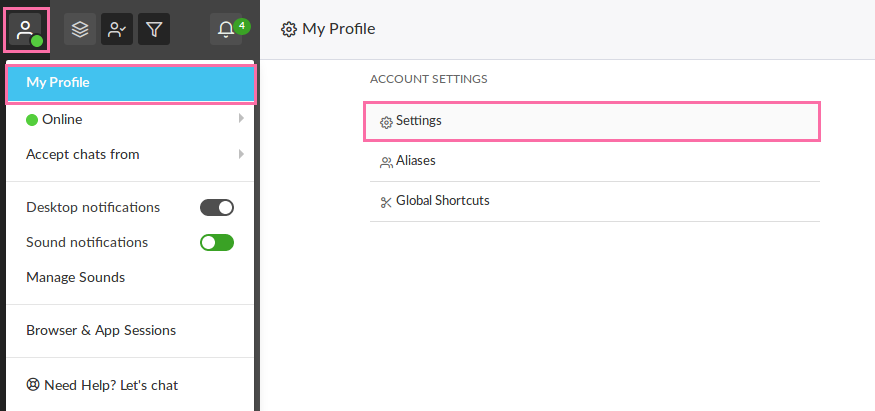 4
My Profile
My Profile
Online
Accept chats from
Desktop notifications
Sound notifications
Manage Sounds
Browser & App Sessions
Need Help? Let's chat
ACCOUNT SETTINGS
Settings
Aliases
Global Shortcuts